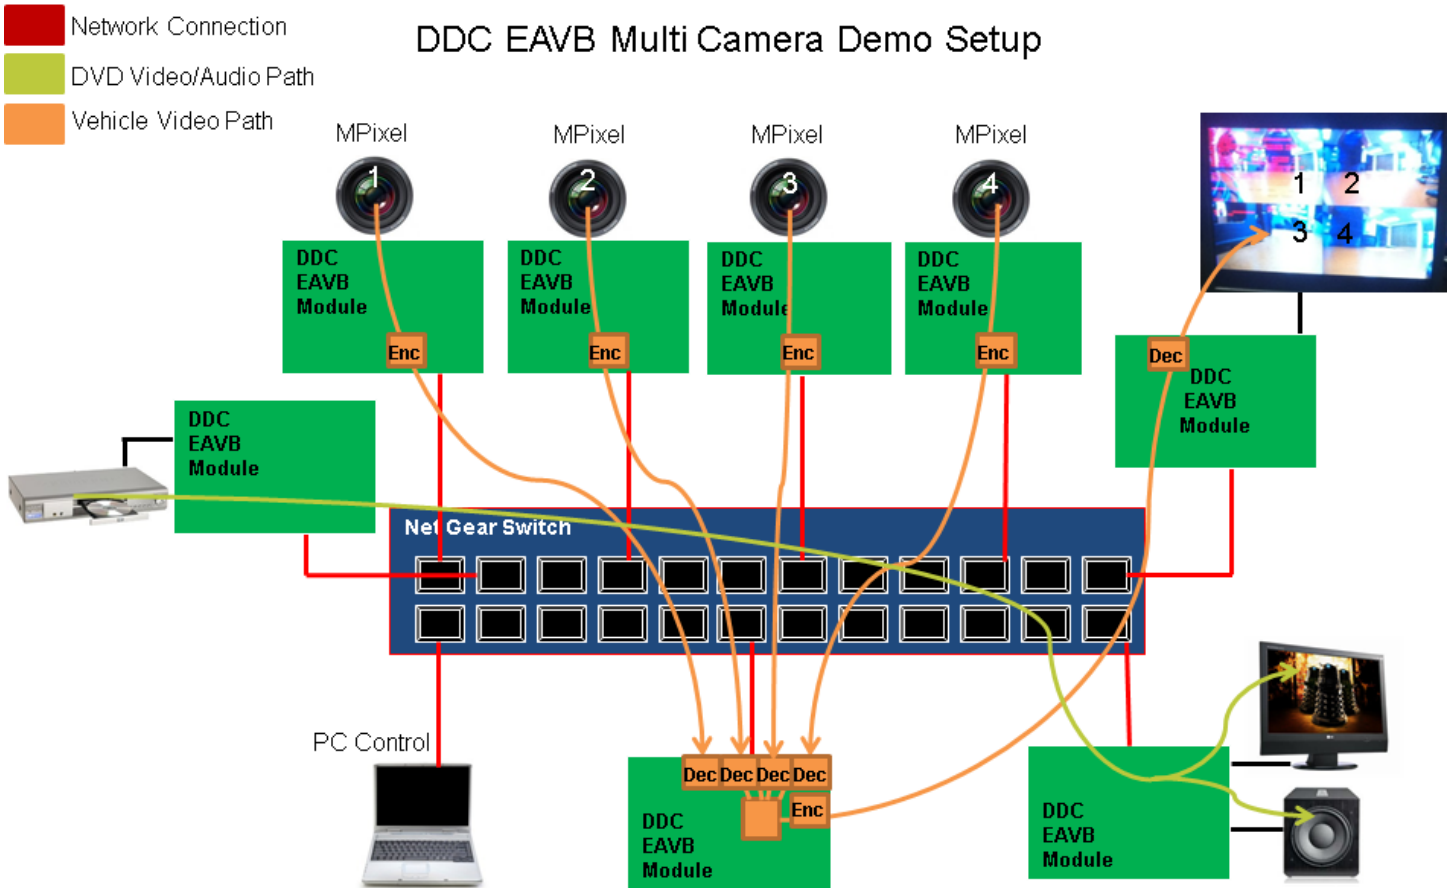 Network Connection
DDC EAVB Multi Camera Demo Setup
DVD Video/Audio Path
Vehicle Video Path
MPixel
MPixel
MPixel
MPixel
1
2
3
4
1 2
3 4
DDC
EAVB
Module
Enc
DDC
EAVB
Module
Enc
DDC
EAVB
Module
Enc
DDC
EAVB
Module
Enc
Dec
DDC
EAVB
Module
DDC
EAVB
Module
Net Gear Switch
PC Control
Dec Dec Dec Dec
Enc
DDC
EAVB
Module
DDC
EAVB
Module